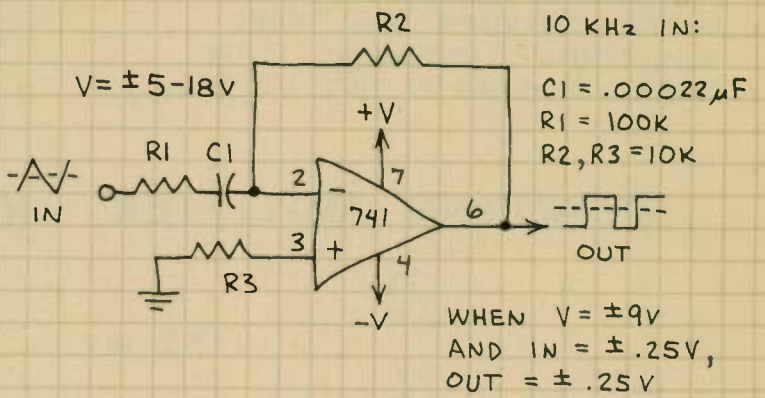 R2
10 KHz IN:
V = ± 5-18V
C1 = .00022µF
R1 = 100K
R2, R3 = 10K
+V
R1 C1
2
-
7
IN
741
6
OUT
3
+
4
R3
-V
WHEN V = ±9V
AND IN = ± .25V,
OUT = ± .25V